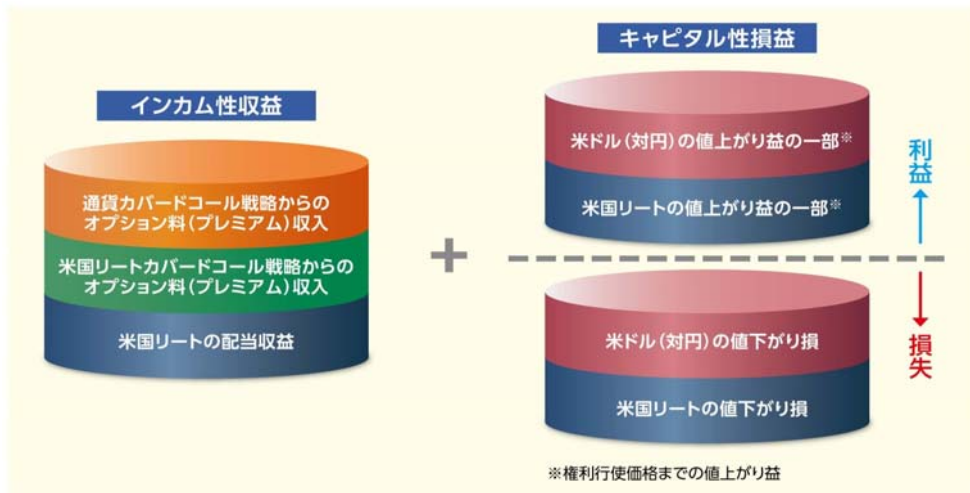 インカム性収益
通貨カバードコール戦略からの
オプション料(プレミアム)収入
米国リートカバードコール戦略からの
オプション料(プレミアム)収入
米国リートの配当収益
+
キャピタル性損益
米ドル(対円)の値上がり益の一部※
米国リートの値上がり益の一部※
利益
米ドル(対円)の値下がり損
米国リートの値下がり損
損失
※権利行使価格までの値上がり益